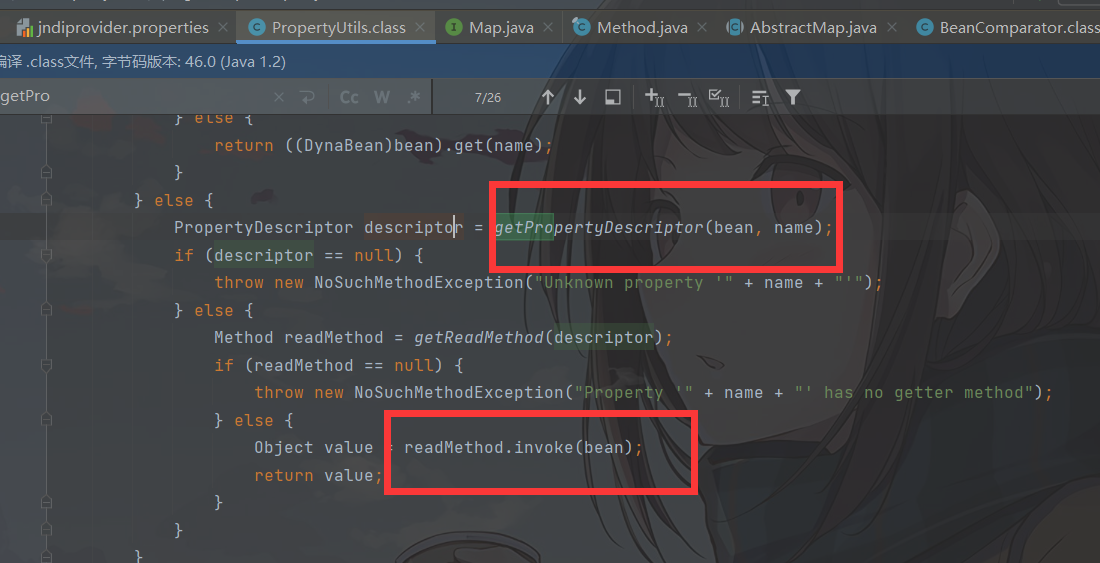 jndiprovider.properties PropertyUtils.class Map.java Method.java AbstractMap.java BeanComparator.class
编译 .class文件, 字节码版本: 46.0 (Java 1.2)
getPro Cc W .* 7/26
} else {
return ((DynaBean)bean).get(name);
}
} else {
PropertyDescriptor descriptor = getPropertyDescriptor(bean, name);
if (descriptor == null) {
throw new NoSuchMethodException("Unknown property '" + name + "'");
} else {
Method readMethod = getReadMethod(descriptor);
if (readMethod == null) {
throw new NoSuchMethodException("Property '" + name + "' has no getter method");
} else {
Object value = readMethod.invoke(bean);
return value;
}
}
}